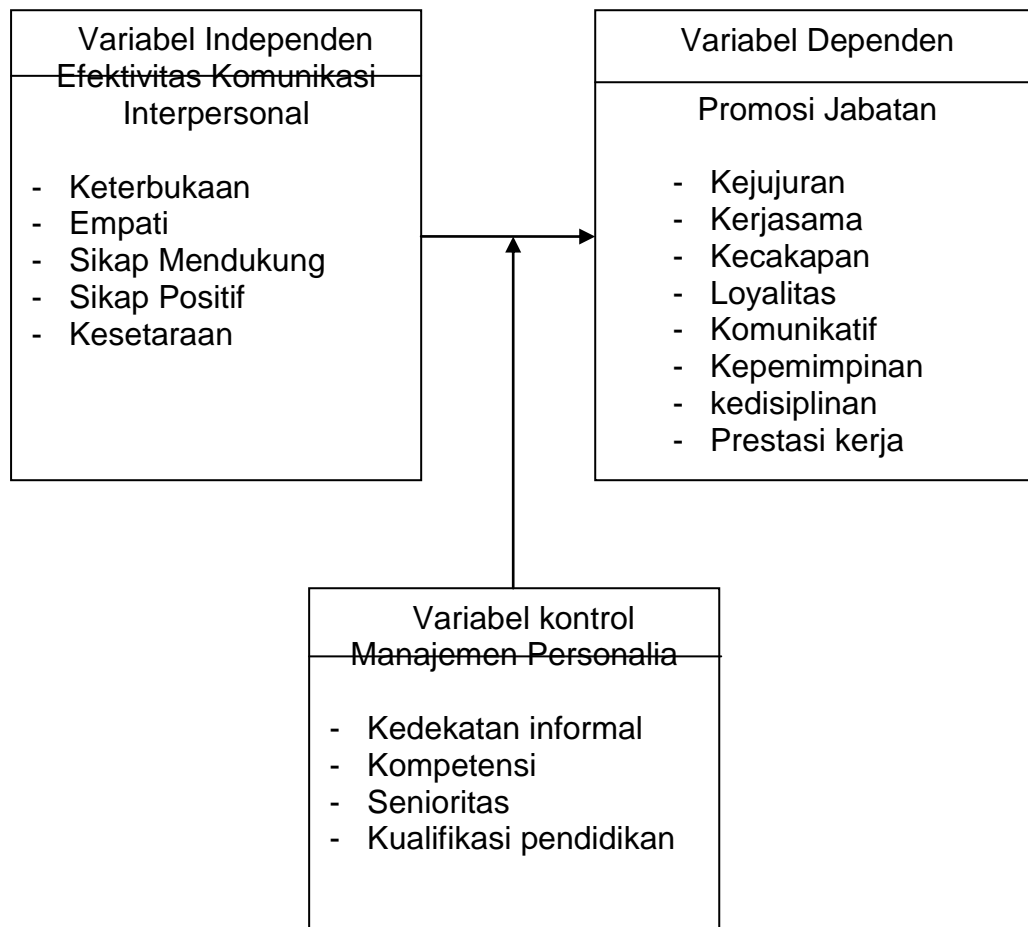 Variabel Independen
Efektivitas Komunikasi
Interpersonal
- Keterbukaan
- Empati
- Sikap Mendukung
- Sikap Positif
- Kesetaraan
Variabel Dependen
Promosi Jabatan
- Kejujuran
- Kerjasama
- Kecakapan
- Loyalitas
- Komunikatif
- Kepemimpinan
- kedisiplinan
- Prestasi kerja
Variabel kontrol
Manajemen Personalia
- Kedekatan informal
- Kompetensi
- Senioritas
- Kualifikasi pendidikan